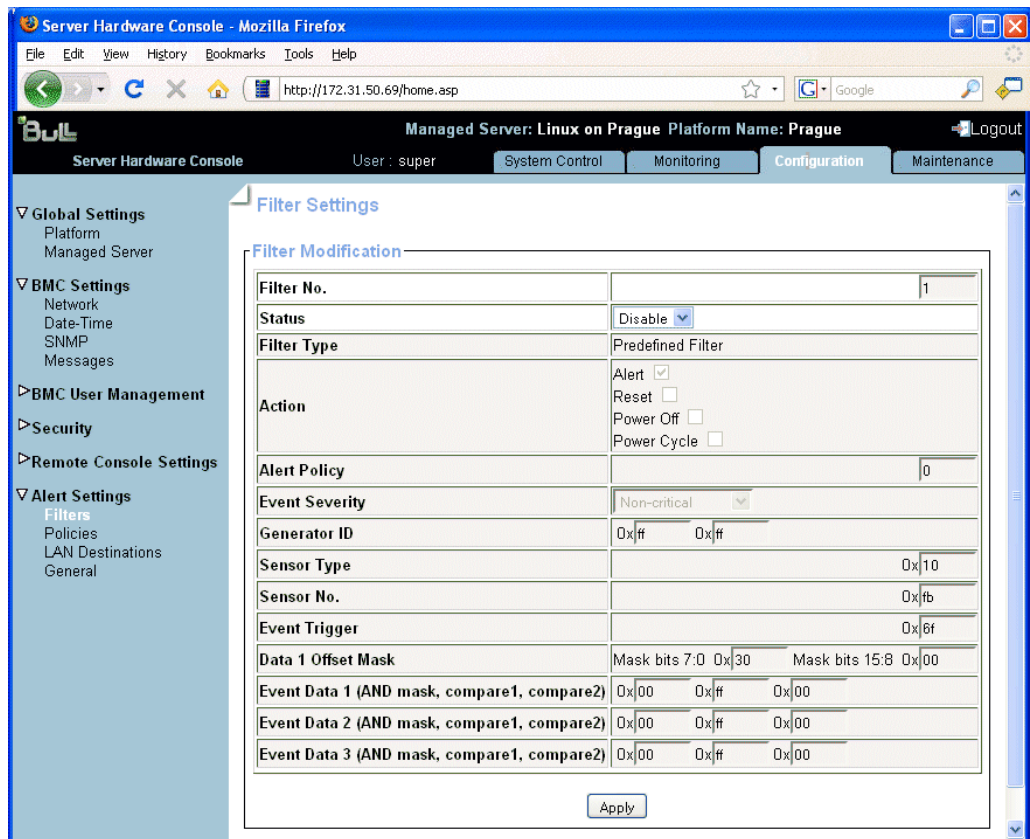 Server Hardware Console - Mozilla Firefox
File Edit View History Bookmarks Tools Help
http://172.31.50.69/home.asp
G Google
Bull
Managed Server: Linux on Prague Platform Name: Prague
Logout
Server Hardware Console
User : super
System Control
Monitoring
Configuration
Maintenance
Global Settings
Platform
Managed Server
BMC Settings
Network
Date-Time
SNMP
Messages
BMC User Management
Security
Remote Console Settings
Alert Settings
Filters
Policies
LAN Destinations
General
Filter Settings
Filter Modification
Filter No. 1
Status Disable
Filter Type Predefined Filter
Action
Alert
Reset
Power Off
Power Cycle
Alert Policy 0
Event Severity Non-critical
Generator ID 0x ff 0x ff
Sensor Type 0x 10
Sensor No. 0x fb
Event Trigger 0x 6f
Data 1 Offset Mask Mask bits 7:0 0x 30 Mask bits 15:8 0x 00
Event Data 1 (AND mask, compare1, compare2) 0x 00 0x ff 0x 00
Event Data 2 (AND mask, compare1, compare2) 0x 00 0x ff 0x 00
Event Data 3 (AND mask, compare1, compare2) 0x 00 0x ff 0x 00
Apply